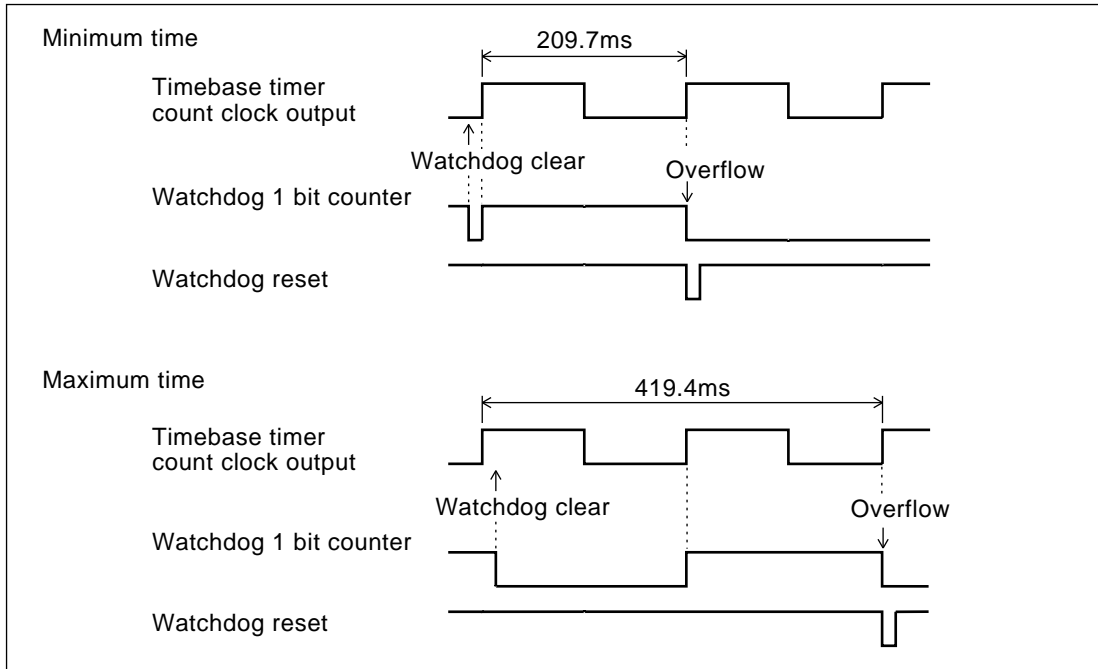 Minimum time
209.7ms
Timebase timer
count clock output
Watchdog clear
Overflow
Watchdog 1 bit counter
Watchdog reset
Maximum time
419.4ms
Timebase timer
count clock output
Watchdog clear
Overflow
Watchdog 1 bit counter
Watchdog reset